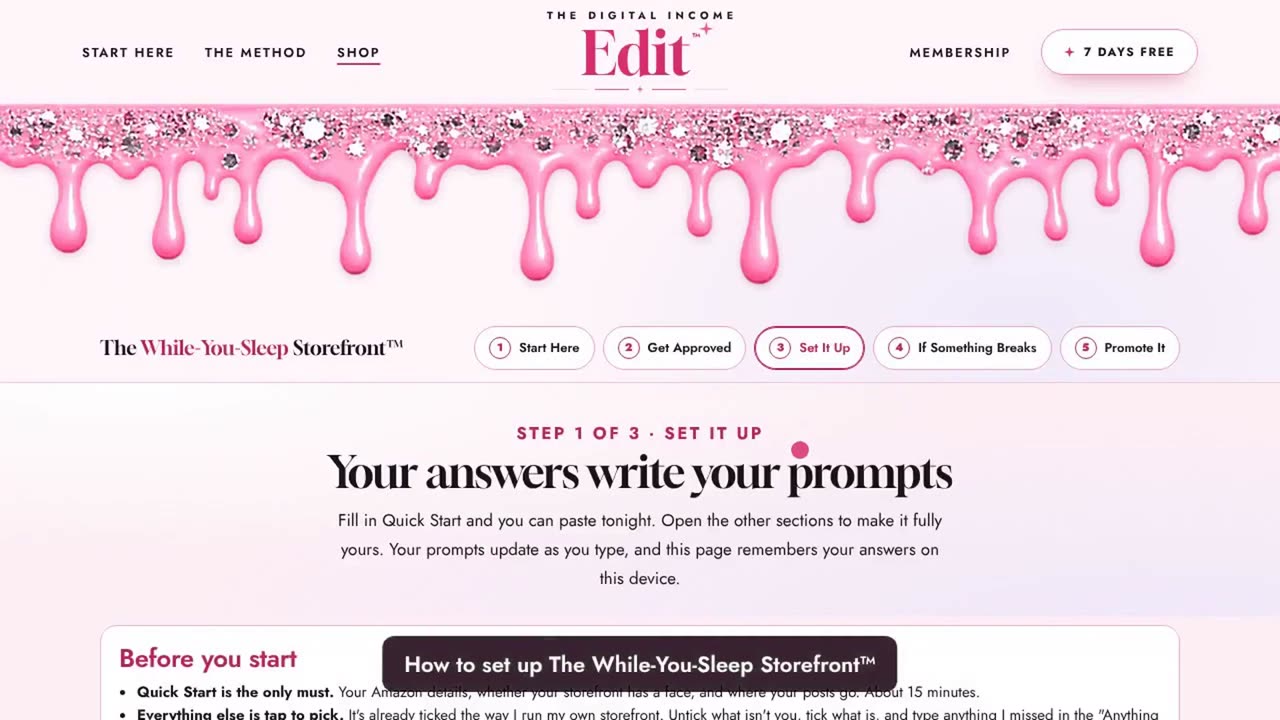 THE DIGITAL INCOME
START HERE THE METHOD SHOP Edit™ MEMBERSHIP 7 DAYS FREE
The While-You-Sleep Storefront™ 1 Start Here 2 Get Approved 3 Set It Up 4 If Something Breaks 5 Promote It
STEP 1 OF 3 · SET IT UP
Your answers write your prompts
Fill in Quick Start and you can paste tonight. Open the other sections to make it fully
yours. Your prompts update as you type, and this page remembers your answers on
this device.
Before you start
How to set up The While-You-Sleep Storefront™
• Quick Start is the only must. Your Amazon details, whether your storefront has a face, and where your posts go. About 15 minutes.
• Everything else is tap to pick. It's already ticked the way I run my own storefront. Untick what isn't you, tick what is, and type anything I missed in the "Anything